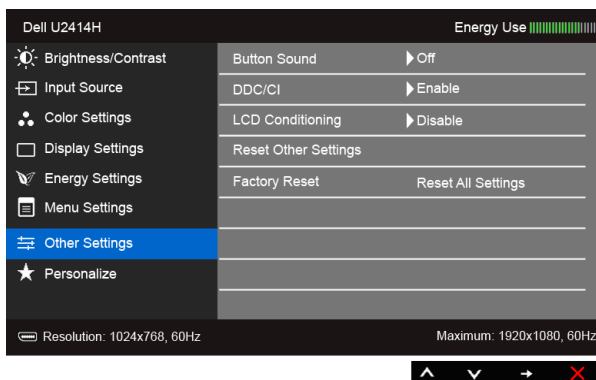 Dell U2414H Energy Use
Brightness/Contrast
Button Sound Off
Input Source
DDC/CI Enable
Color Settings
LCD Conditioning Disable
Display Settings
Reset Other Settings
Energy Settings
Factory Reset Reset All Settings
Menu Settings
Other Settings
Personalize
Resolution: 1024x768, 60Hz Maximum: 1920x1080, 60Hz